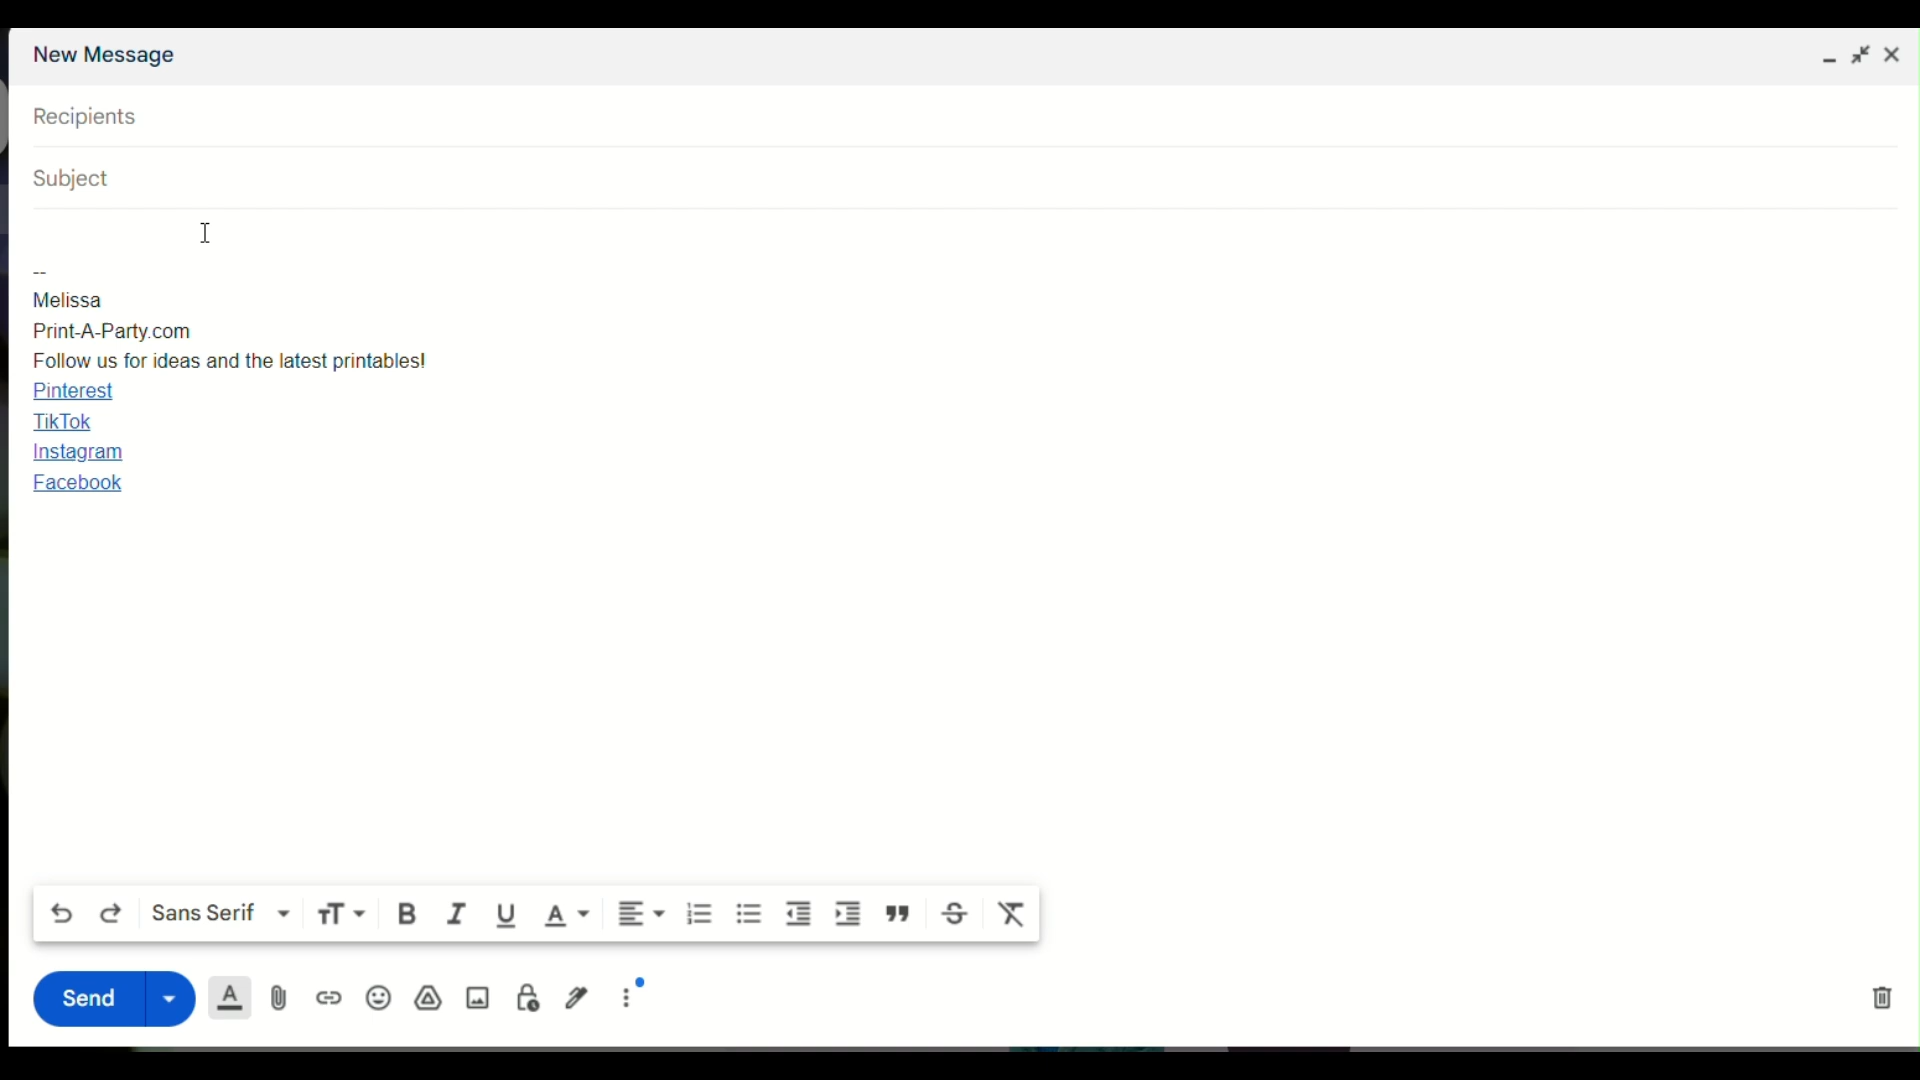 New Message
Recipients
Subject
--
Melissa
Print-A-Party.com
Follow us for ideas and the latest printables!
Pinterest
TikTok
Instagram
Facebook
Sans Serif
Send